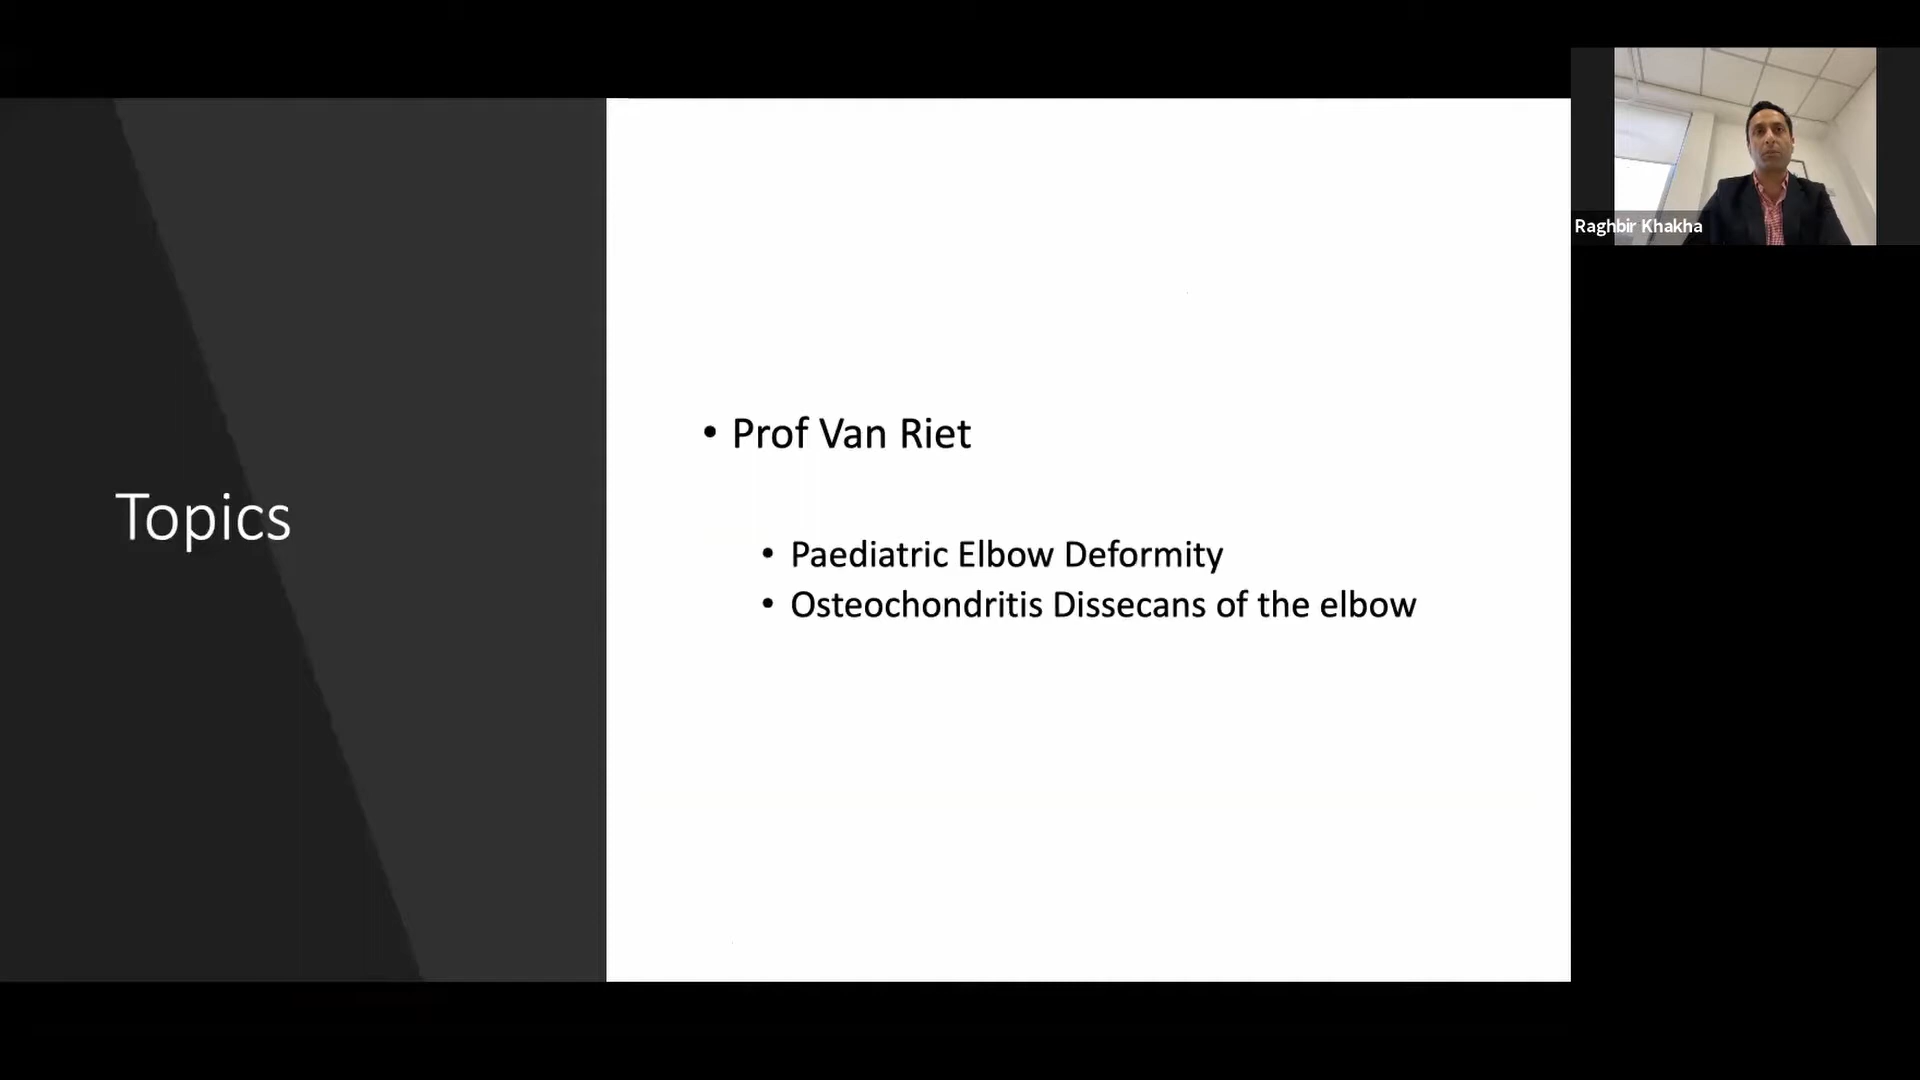 Topics
Prof Van Riet
Paediatric Elbow Deformity
Osteochondritis Dissecans of the elbow
Raghbir Khakha